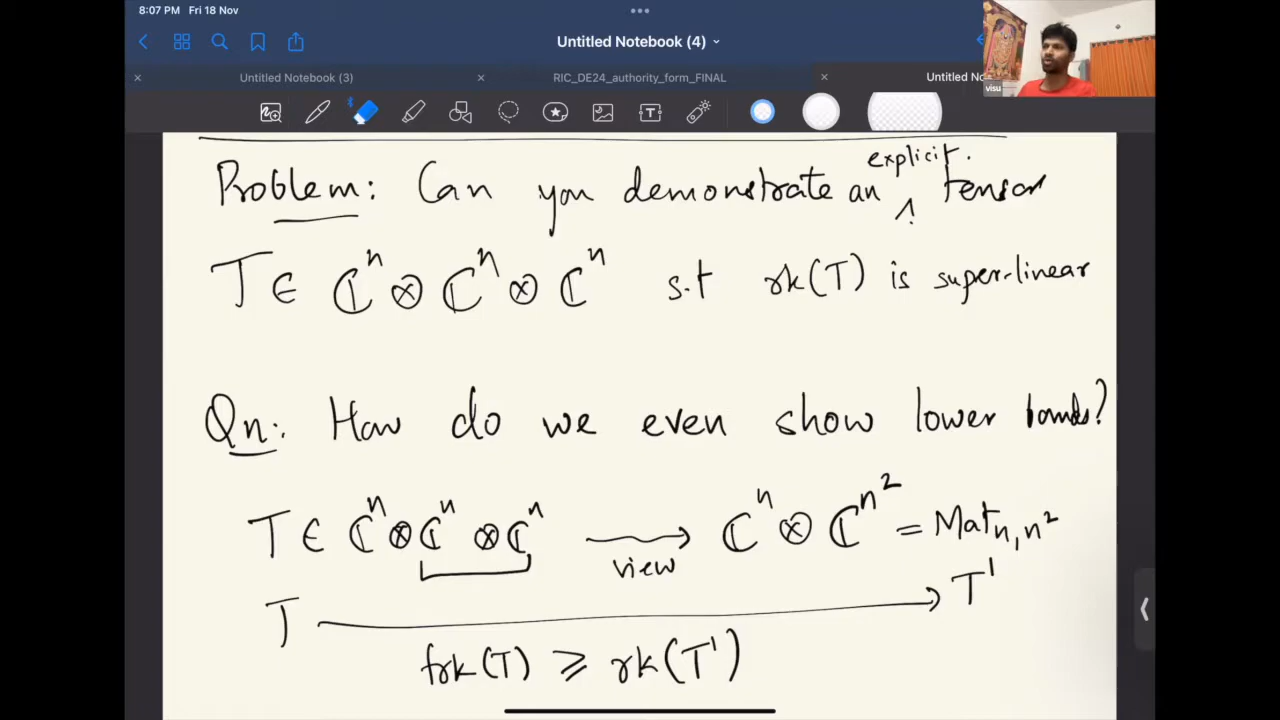 8:07 PM Fri 18 Nov
Untitled Notebook (4)
Untitled Notebook (3)
RIC_DE24_authority_form_FINAL
Untitled No
visu
explicit.
Problem: Can you demonstrate an ^ tensor
T ∈ ℂⁿ ⊗ ℂⁿ ⊗ ℂⁿ s.t rk(T) is super-linear
Qn: How do we even show lower bounds?
T ∈ ℂⁿ ⊗ ℂⁿ ⊗ ℂⁿ ⟶ ℂⁿ ⊗ ℂ^{n²} = Mat_{n,n²}
view
T ⟶ T'
trk(T) ⩾ rk(T')